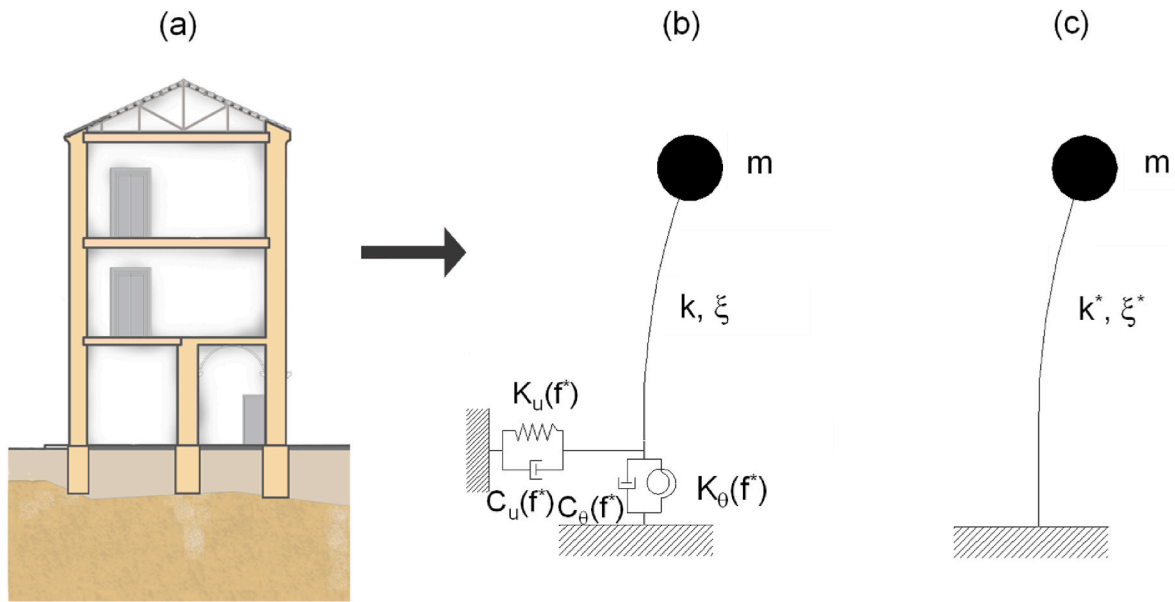 (a)
(b)
(c)
m
m
k, ξ
k*, ξ*
Ku(f*)
Cu(f*)
Cθ(f*)
Kθ(f*)